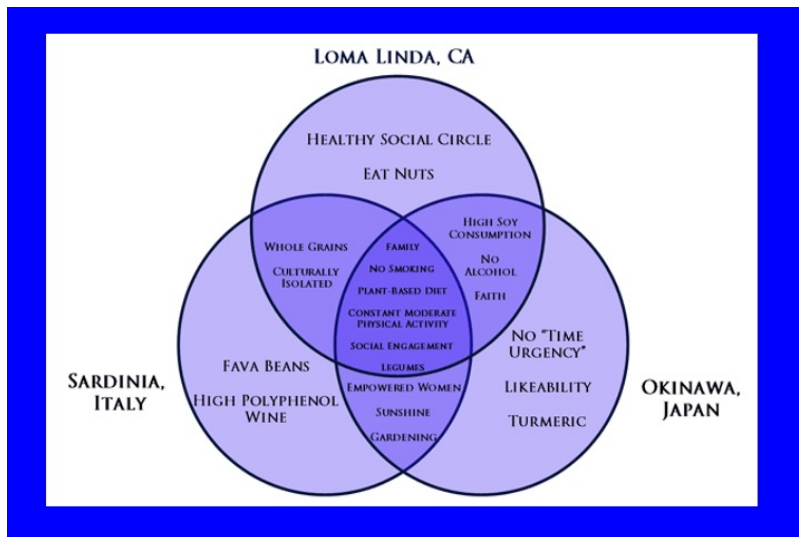 LOMA LINDA, CA
HEALTHY SOCIAL CIRCLE
EAT NUTS
WHOLE GRAINS
CULTURALLY
ISOLATED
FAMILY
NO SMOKING
PLANT-BASED DIET
CONSTANT MODERATE
PHYSICAL ACTIVITY
SOCIAL ENGAGEMENT
LEGUMES
HIGH SOY
CONSUMPTION
NO
ALCOHOL
FAITH
SARDINIA,
ITALY
FAVA BEANS
HIGH POLYPHENOL
WINE
EMPOWERED WOMEN
SUNSHINE
GARDENING
NO "TIME
URGENCY"
LIKEABILITY
TURMERIC
OKINAWA,
JAPAN